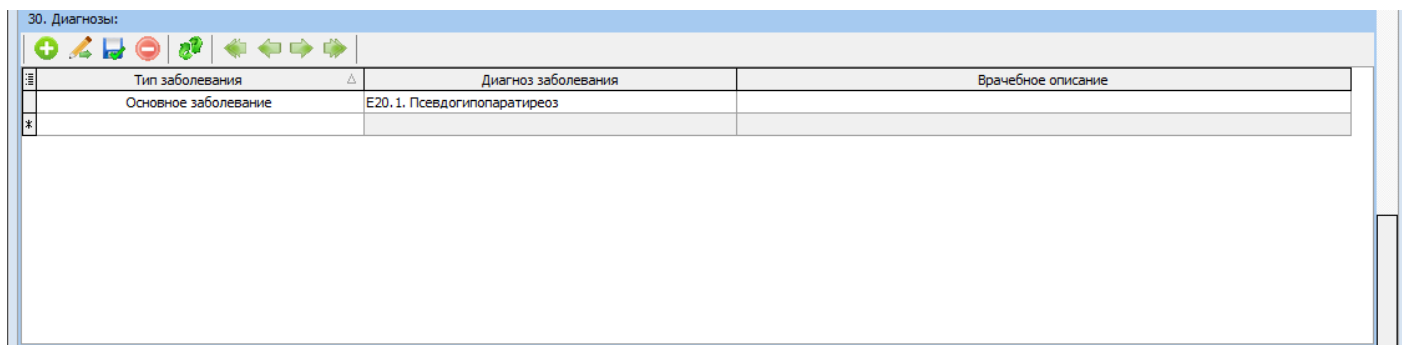 30. Диагнозы:
Тип заболевания Диагноз заболевания Врачебное описание
Основное заболевание E20.1. Псевдогипопаратиреоз
*